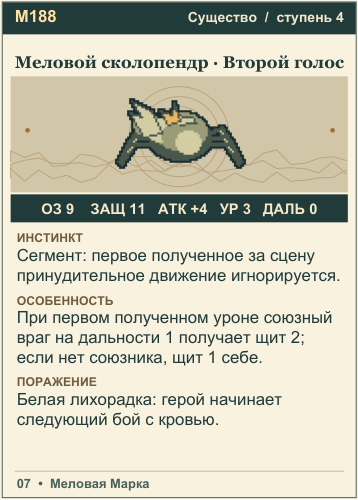 M188
Существо / ступень 4
Меловой сколопендр · Второй голос
ОЗ 9 ЗАЩ 11 АТК +4 УР 3 ДАЛЬ 0
ИНСТИНКТ
Сегмент: первое полученное за сцену
принудительное движение игнорируется.
ОСОБЕННОСТЬ
При первом полученном уроне союзный
враг на дальности 1 получает щит 2;
если нет союзника, щит 1 себе.
ПОРАЖЕНИЕ
Белая лихорадка: герой начинает
следующий бой с кровью.
07 • Меловая Марка